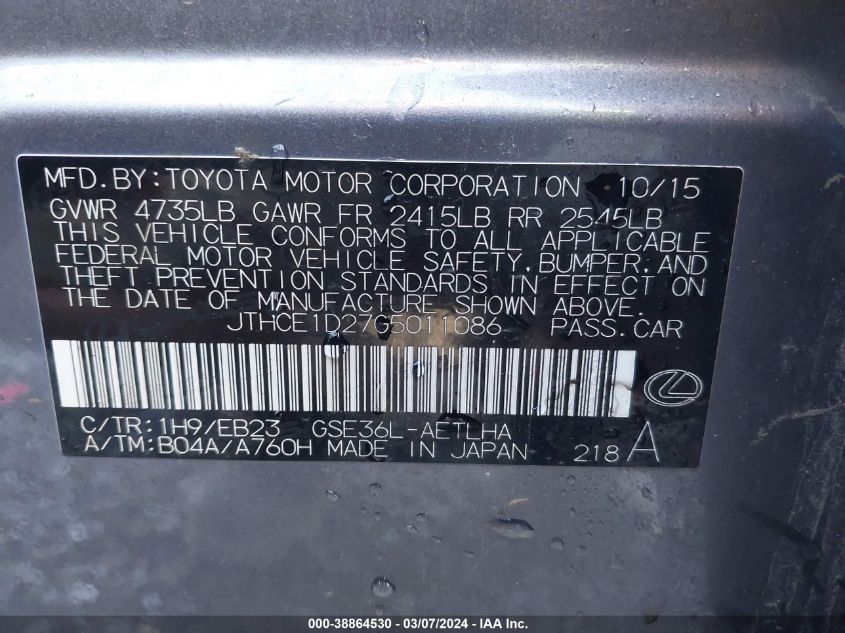 MFD.BY:TOYOTA MOTOR CORPORATION 10/15
GVWR 4735LB GAWR FR 2415LB RR 2545LB
THIS VEHICLE CONFORMS TO ALL APPLICABLE
FEDERAL MOTOR VEHICLE SAFETY,BUMPER,AND
THEFT PREVENTION STANDARDS IN EFFECT ON
THE DATE OF MANUFACTURE SHOWN ABOVE.
JTHCE1D27G5011086 PASS.CAR
C/TR:1H9/EB23 GSE36L-AETLHA
A/TM:B04A/A760H MADE IN JAPAN 218 A
000-38864530 - 03/07/2024 - IAA Inc.